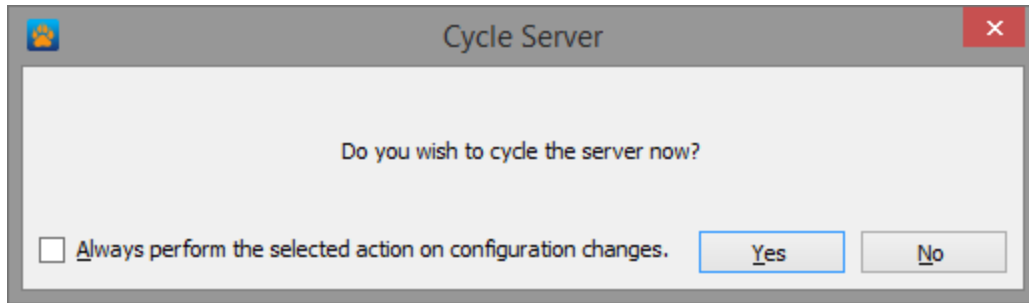 Cycle Server
Do you wish to cycle the server now?
Always perform the selected action on configuration changes.
Yes
No